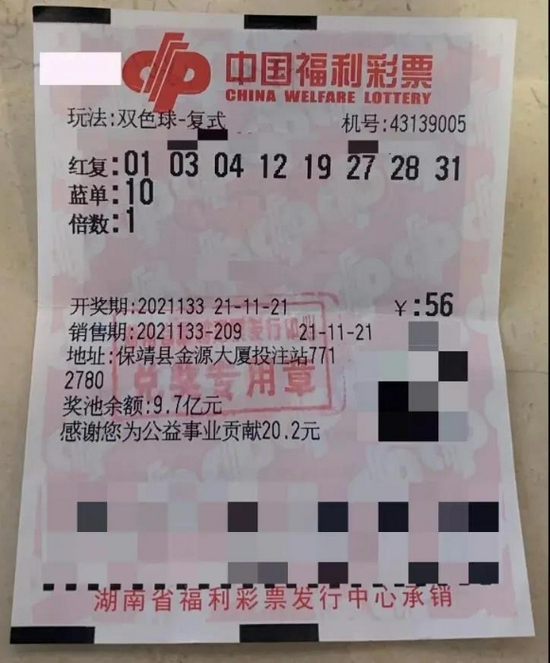 中国福利彩票
CHINA WELFARE LOTTERY
玩法:双色球-复式 机号:43139005
红复:01 03 04 12 19 27 28 31
蓝单:10
倍数:1
开奖期:2021133 21-11-21 ¥:56
销售期:2021133-209 21-11-21
地址:保靖县金源大厦投注站771
2780
奖池余额:9.7亿元
感谢您为公益事业贡献20.2元
兑奖专用章
湖南省福利彩票发行中心承销